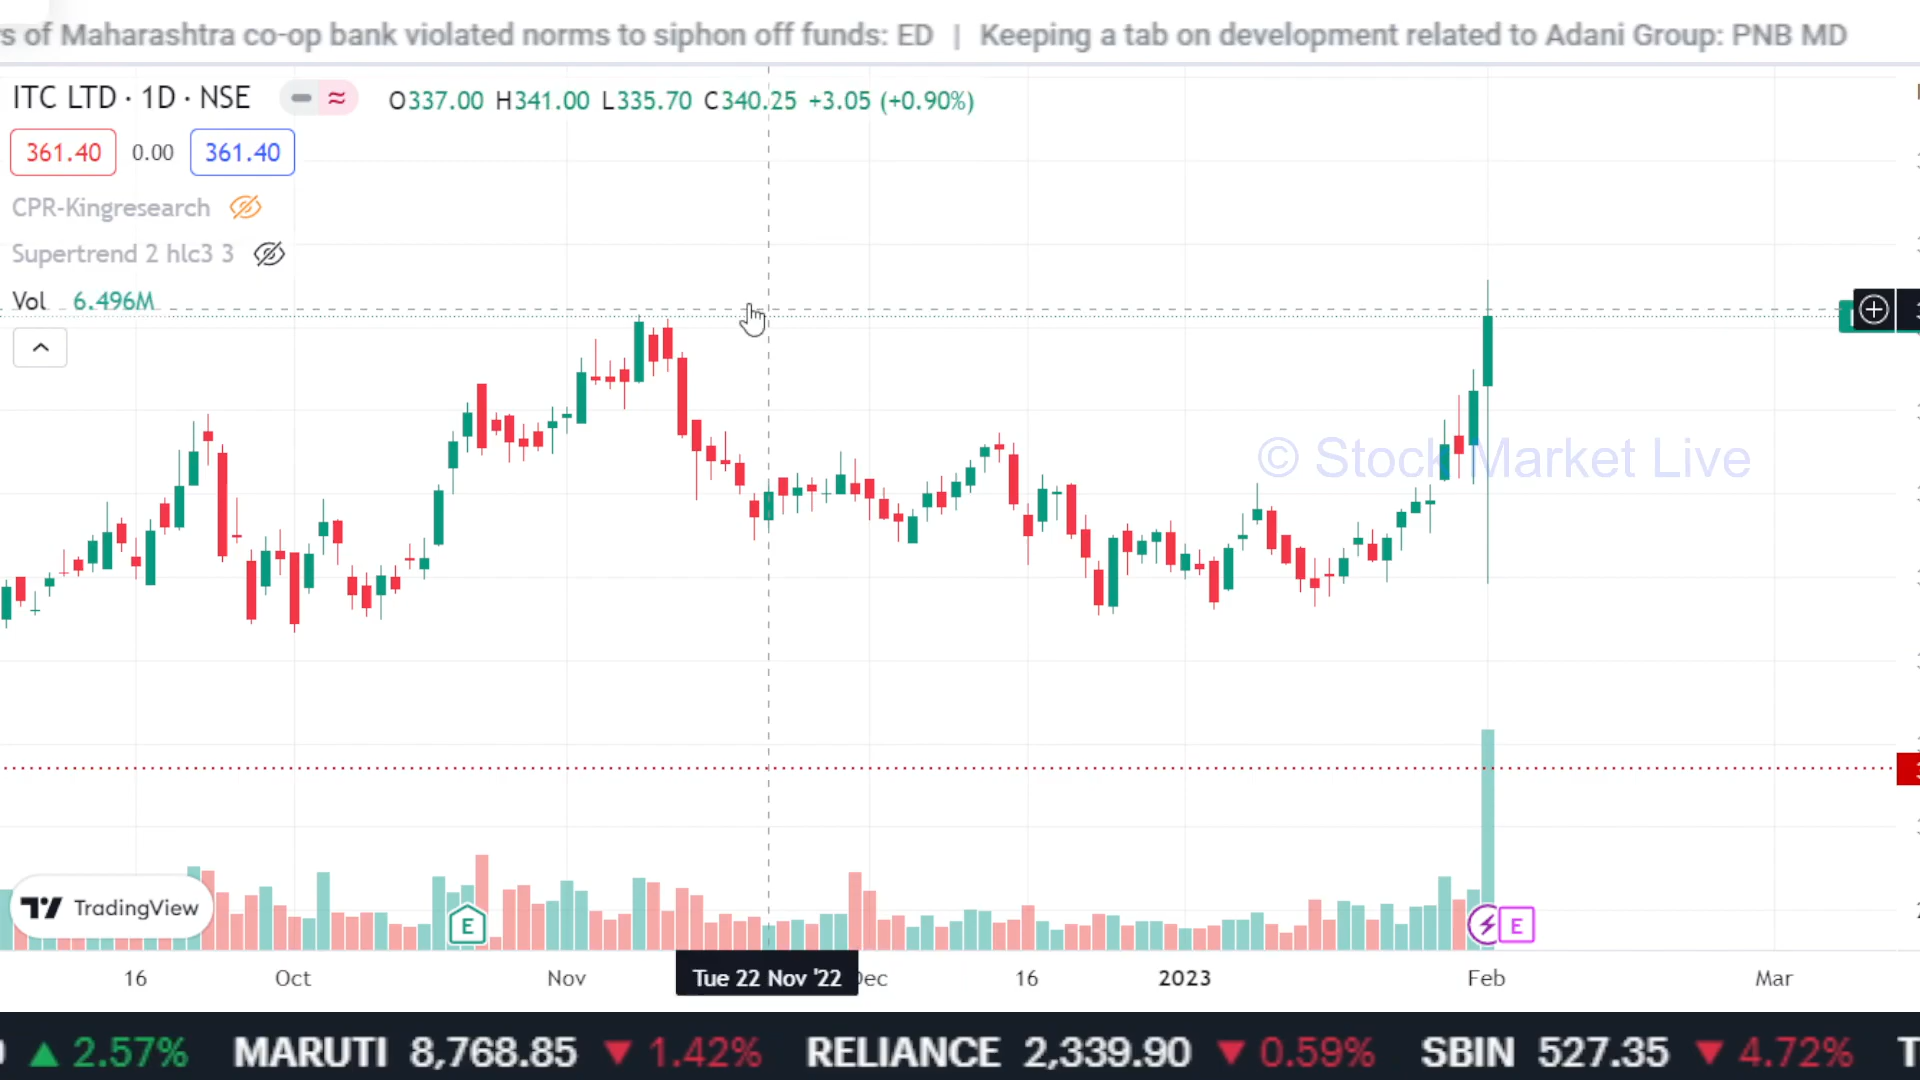 of Maharashtra co-op bank violated norms to siphon off funds: ED | Keeping a tab on development related to Adani Group: PNB MD
ITC LTD · 1D · NSE O337.00 H341.00 L335.70 C340.25 +3.05 (+0.90%)
361.40 0.00 361.40
CPR-Kingresearch
Supertrend 2 hlc3 3
Vol 6.496M
© Stock Market Live
TradingView
E E
16 Oct Nov Tue 22 Nov '22 Dec 16 2023 Feb Mar
▲ 2.57% MARUTI 8,768.85 ▼ 1.42% RELIANCE 2,339.90 ▼ 0.59% SBIN 527.35 ▼ 4.72%